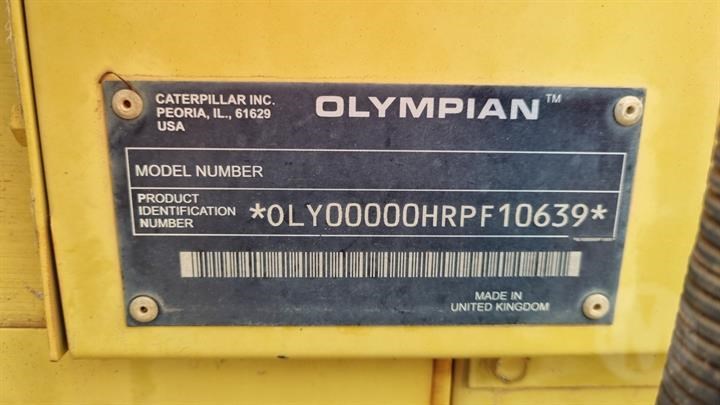 CATERPILLAR INC.
PEORIA, IL., 61629
USA
OLYMPIAN™
MODEL NUMBER
PRODUCT
IDENTIFICATION
NUMBER
*OLY00000HRPF10639*
MADE IN
UNITED KINGDOM